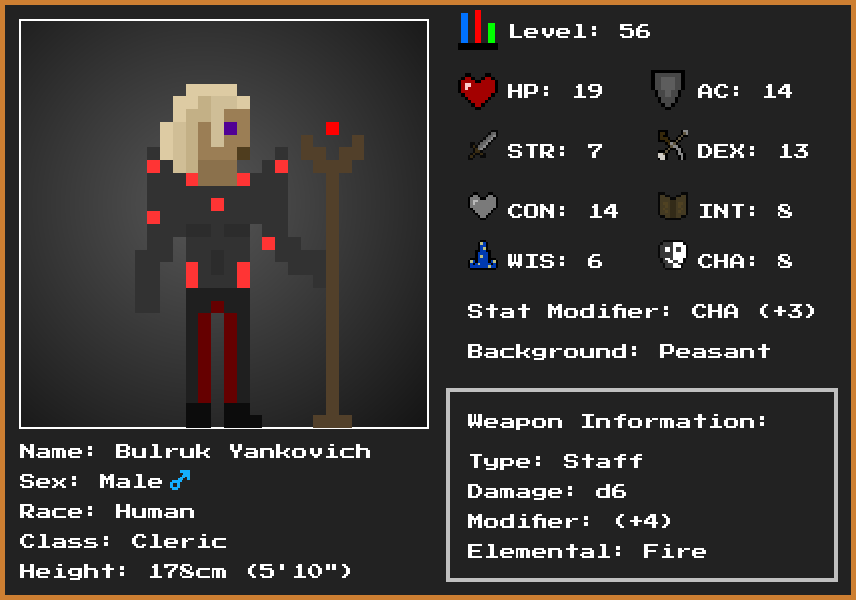 Level: 56
HP: 19 AC: 14
STR: 7 DEX: 13
CON: 14 INT: 8
WIS: 6 CHA: 8
Stat Modifier: CHA (+3)
Background: Peasant
Weapon Information:
Type: Staff
Damage: d6
Modifier: (+4)
Elemental: Fire
Name: Bulruk Yankovich
Sex: Male ♂
Race: Human
Class: Cleric
Height: 178cm (5'10")